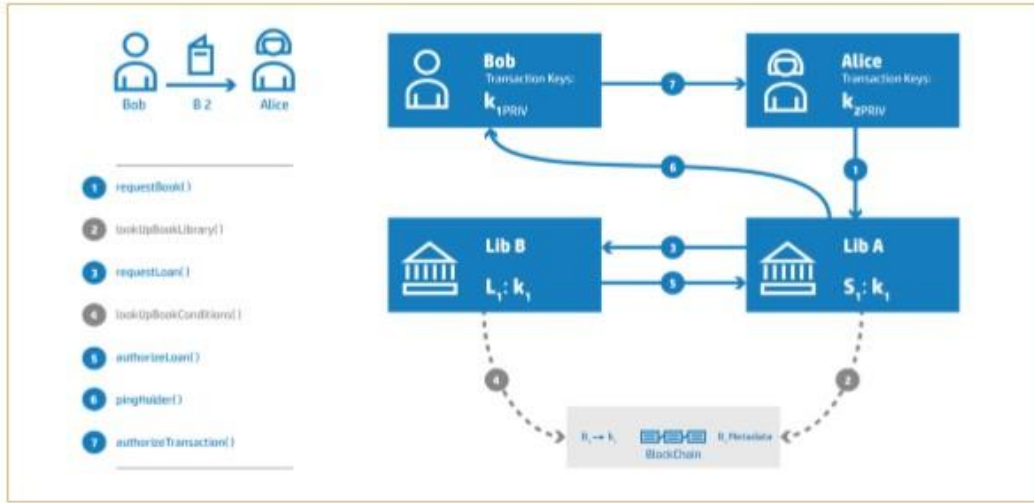 Bob
B 2
Alice
1 requestBook( )
2 lookUpBookLibrary( )
3 requestLoan( )
4 lookUpBookConditions( )
5 authorizeLoan( )
6 pingHolder( )
7 authorizeTransaction( )
Bob
Transaction Keys:
k1PRIV
7
Alice
Transaction Keys:
k2PRIV
6
1
Lib B
L1: k1
3
5
Lib A
S1: k1
4
2
BlockChain
Metadata